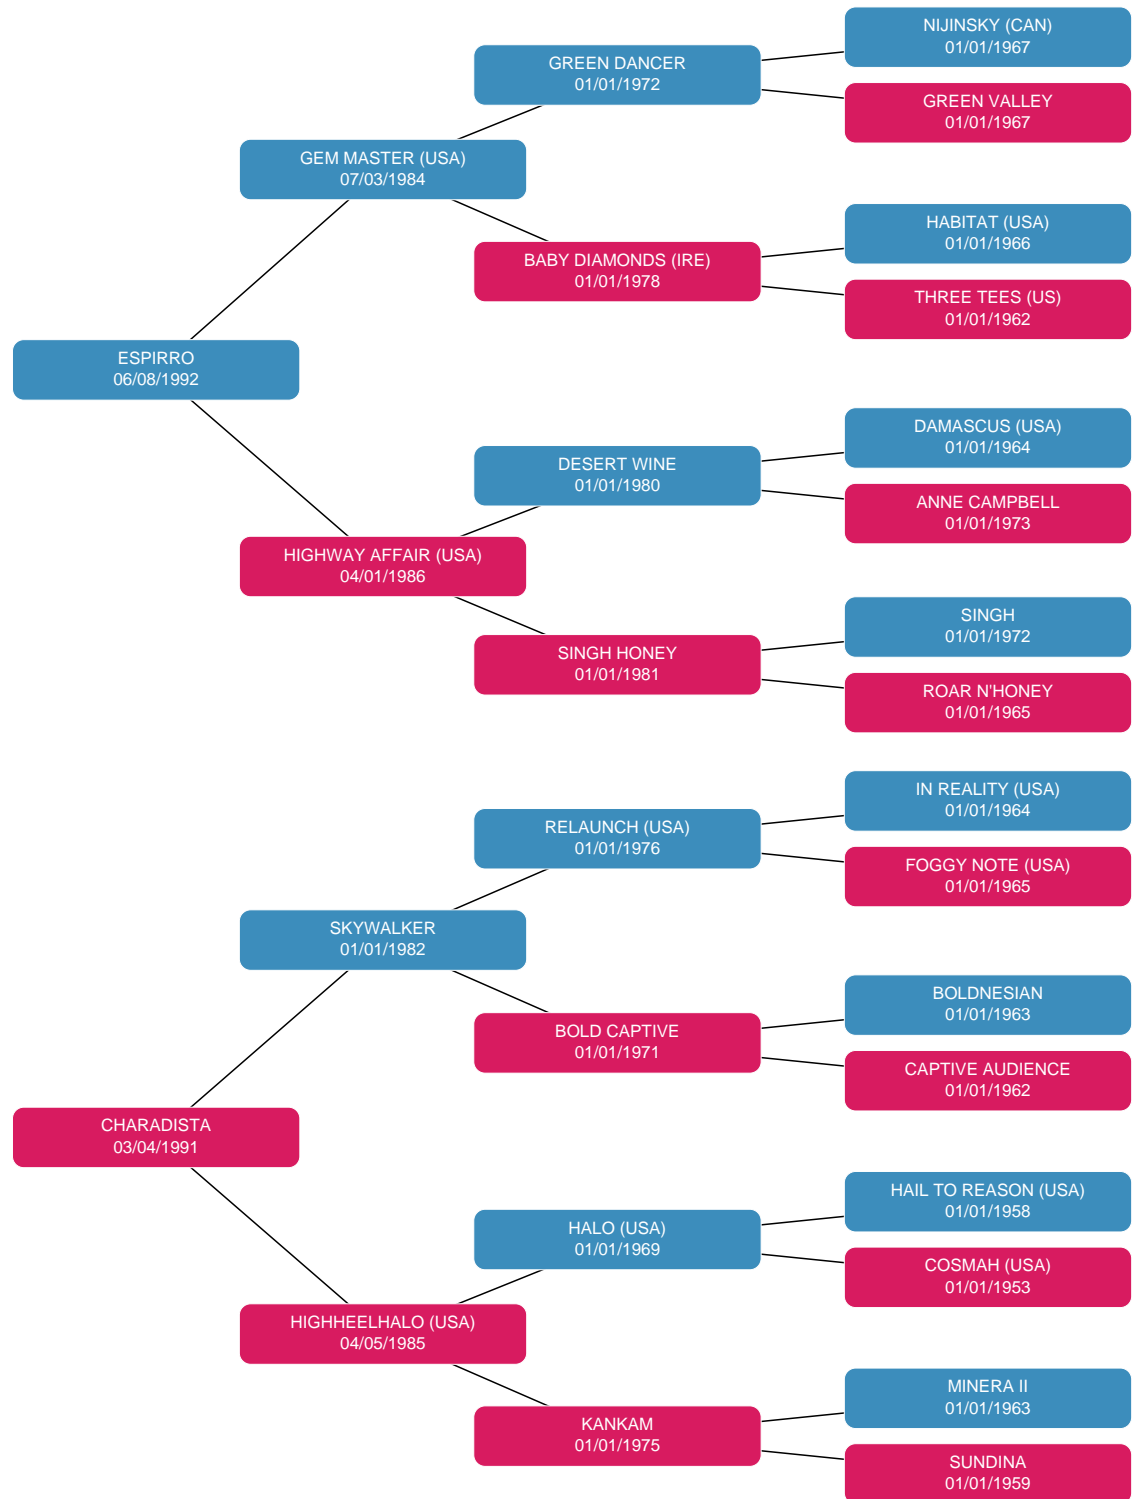 NIJINSKY (CAN)
01/01/1967
GREEN DANCER
01/01/1972
GREEN VALLEY
01/01/1967
GEM MASTER (USA)
07/03/1984
HABITAT (USA)
01/01/1966
BABY DIAMONDS (IRE)
01/01/1978
THREE TEES (US)
01/01/1962
ESPIRRO
06/08/1992
DAMASCUS (USA)
01/01/1964
DESERT WINE
01/01/1980
ANNE CAMPBELL
01/01/1973
HIGHWAY AFFAIR (USA)
04/01/1986
SINGH
01/01/1972
SINGH HONEY
01/01/1981
ROAR N'HONEY
01/01/1965
IN REALITY (USA)
01/01/1964
RELAUNCH (USA)
01/01/1976
FOGGY NOTE (USA)
01/01/1965
SKYWALKER
01/01/1982
BOLDNESIAN
01/01/1963
BOLD CAPTIVE
01/01/1971
CAPTIVE AUDIENCE
01/01/1962
CHARADISTA
03/04/1991
HAIL TO REASON (USA)
01/01/1958
HALO (USA)
01/01/1969
COSMAH (USA)
01/01/1953
HIGHHEELHALO (USA)
04/05/1985
MINERA II
01/01/1963
KANKAM
01/01/1975
SUNDINA
01/01/1959